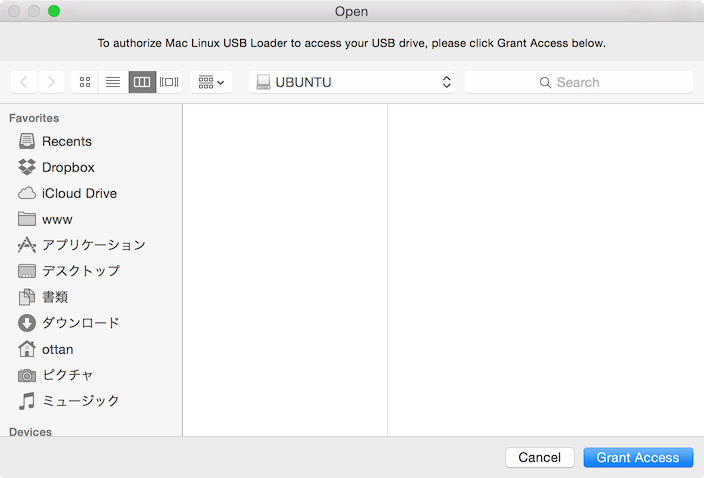 Open
To authorize Mac Linux USB Loader to access your USB drive, please click Grant Access below.
UBUNTU
Search
Favorites
Recents
Dropbox
iCloud Drive
www
アプリケーション
デスクトップ
書類
ダウンロード
ottan
ピクチャ
ミュージック
Devices
Cancel
Grant Access